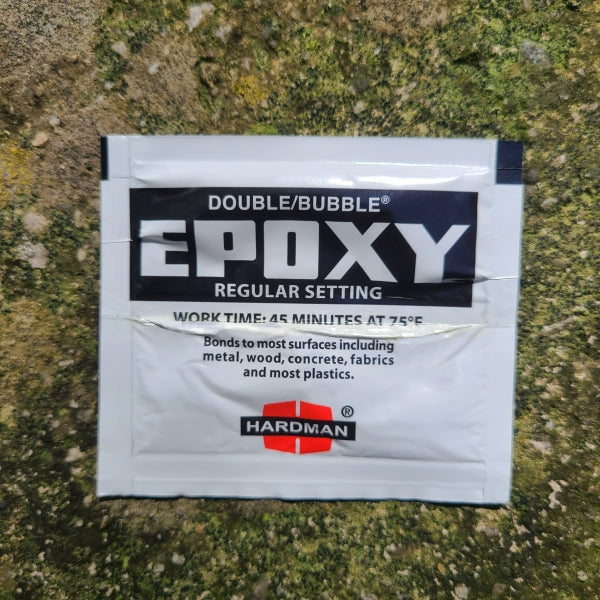 DOUBLE/BUBBLE®
EPOXY
REGULAR SETTING
WORK TIME: 45 MINUTES AT 75°F
Bonds to most surfaces including
metal, wood, concrete, fabrics
and most plastics.
HARDMAN ®